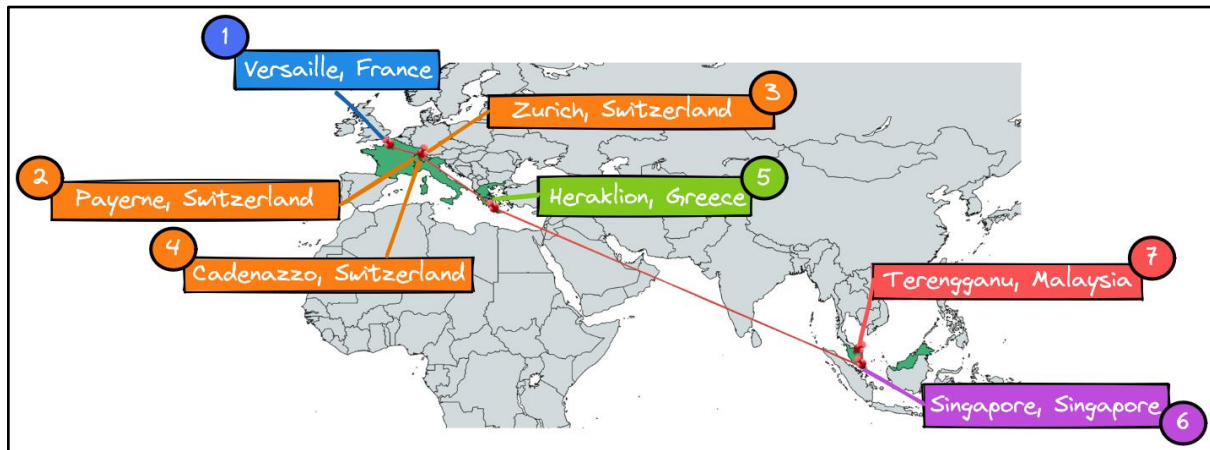 1
Versaille, France
3
Zurich, Switzerland
2
Payerne, Switzerland
5
Heraklion, Greece
4
Cadenazzo, Switzerland
7
Terengganu, Malaysia
Singapore, Singapore
6